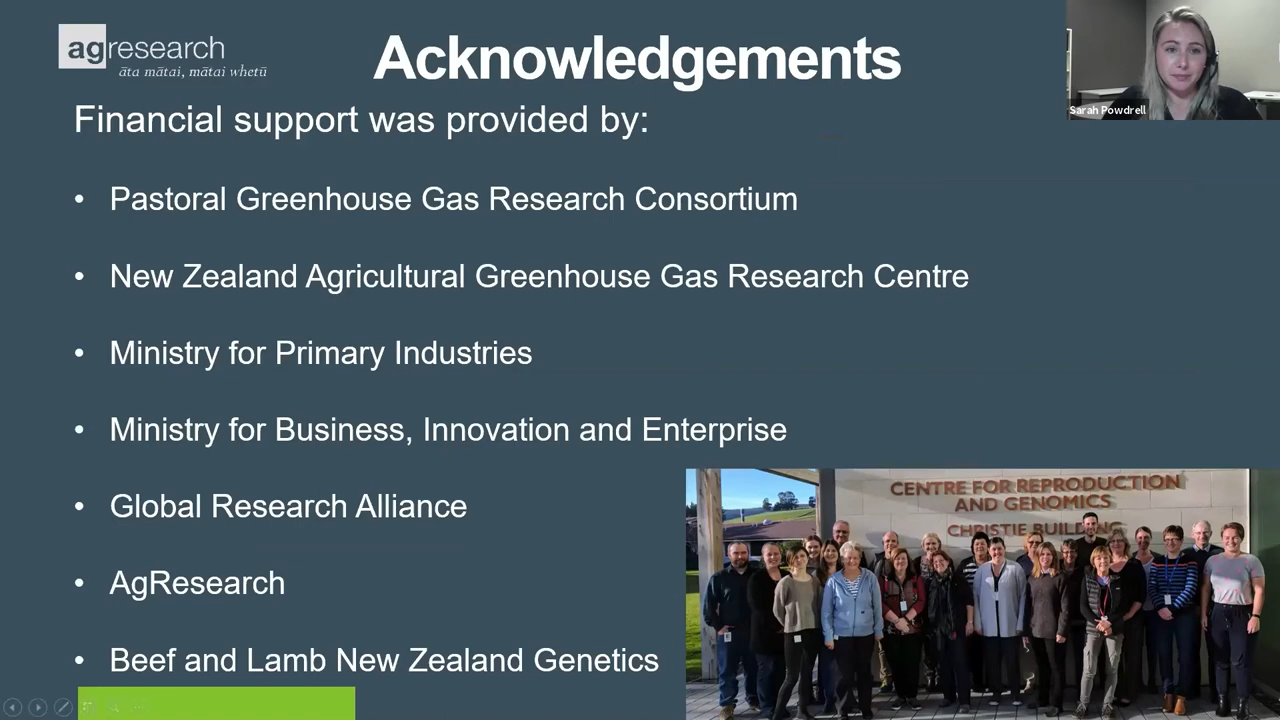 agresearch
āta mātai, mātai whetū
Acknowledgements
Sarah Powdrell
Financial support was provided by:
• Pastoral Greenhouse Gas Research Consortium
• New Zealand Agricultural Greenhouse Gas Research Centre
• Ministry for Primary Industries
• Ministry for Business, Innovation and Enterprise
• Global Research Alliance
• AgResearch
• Beef and Lamb New Zealand Genetics
CENTRE FOR REPRODUCTION
AND GENOMICS
CHRISTIE BUILDING